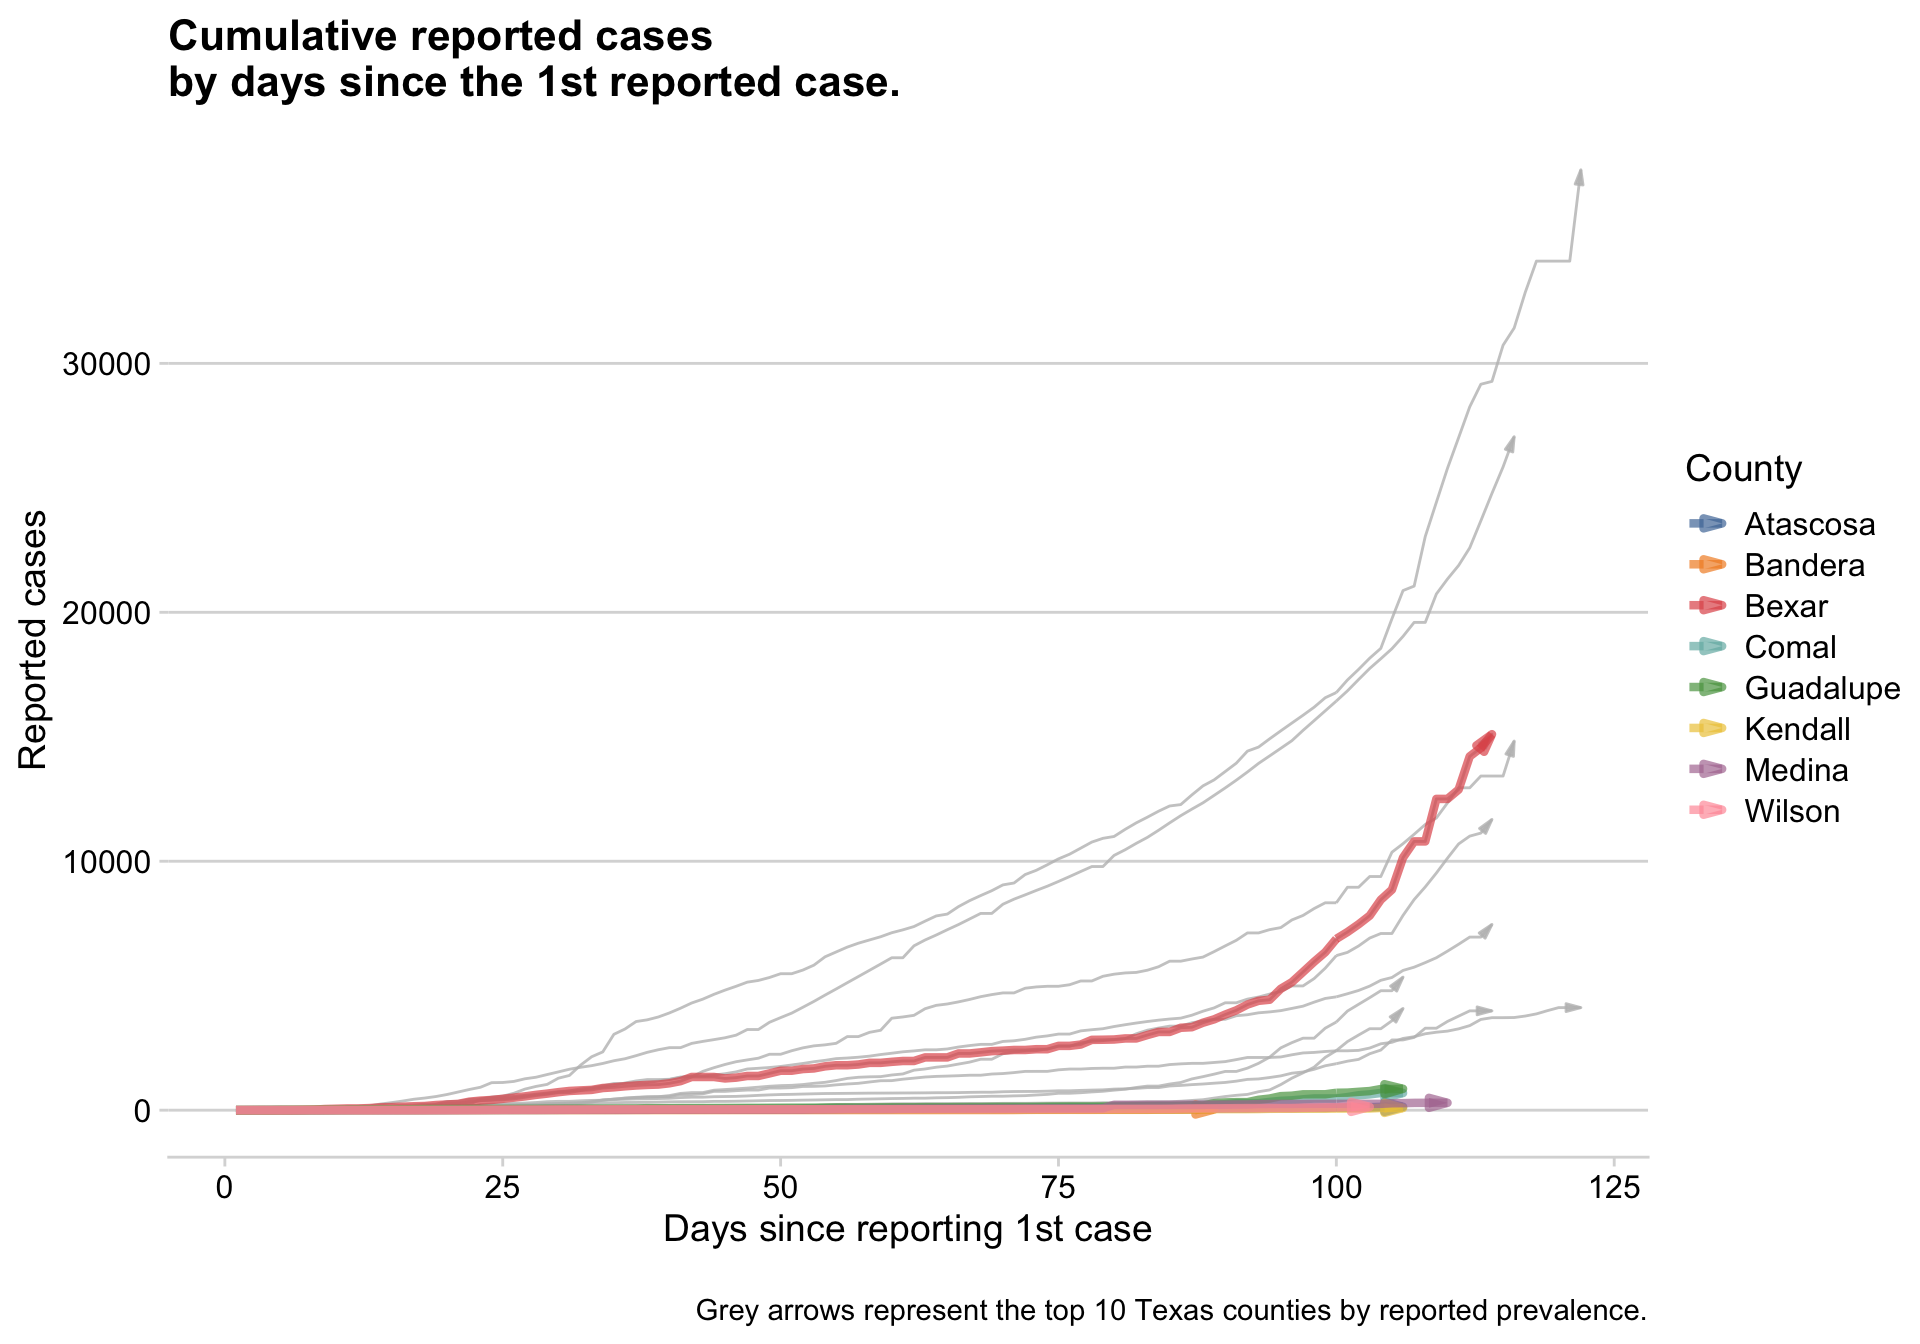 Cumulative reported cases
by days since the 1st reported case.
Reported cases
30000
20000
10000
0
0 25 50 75 100 125
Days since reporting 1st case
County
Atascosa
Bandera
Bexar
Comal
Guadalupe
Kendall
Medina
Wilson
Grey arrows represent the top 10 Texas counties by reported prevalence.